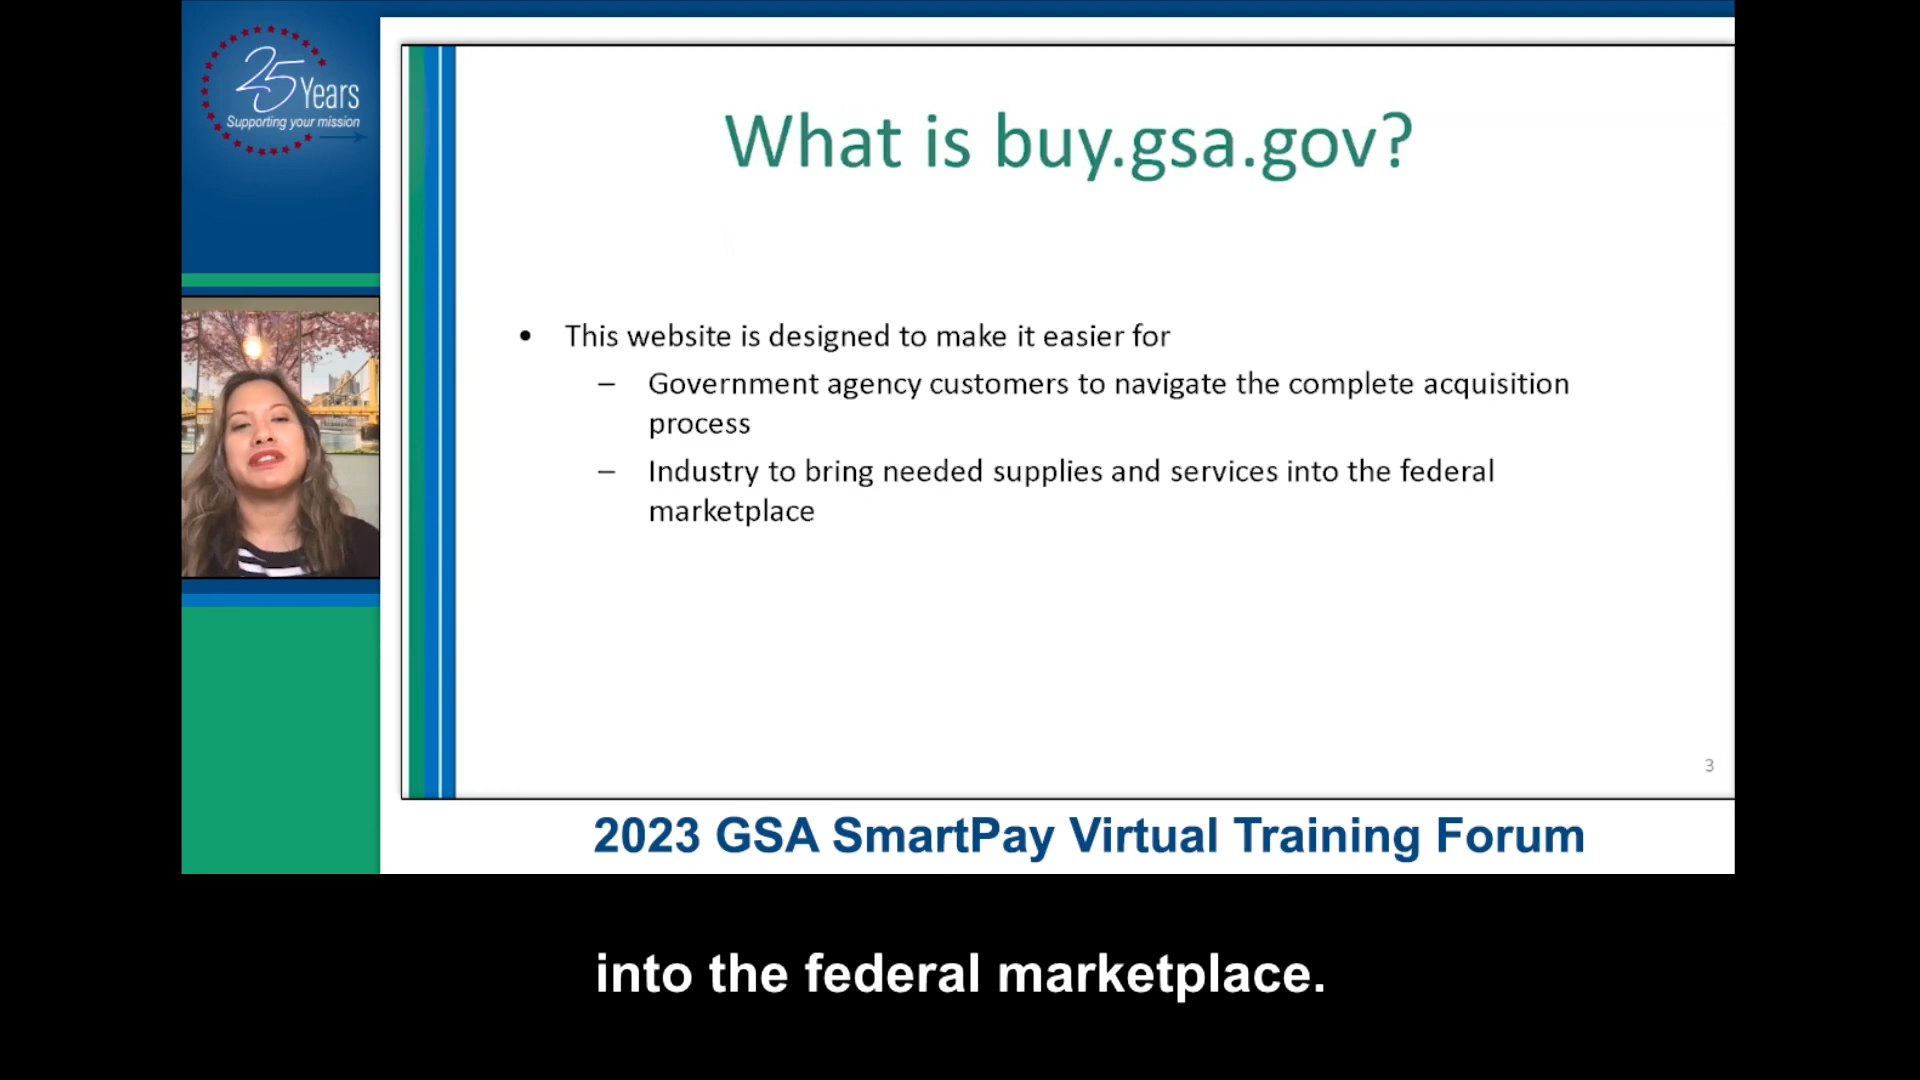 25 Years
Supporting your mission
What is buy.gsa.gov?
• This website is designed to make it easier for
– Government agency customers to navigate the complete acquisition
process
– Industry to bring needed supplies and services into the federal
marketplace
3
2023 GSA SmartPay Virtual Training Forum
into the federal marketplace.